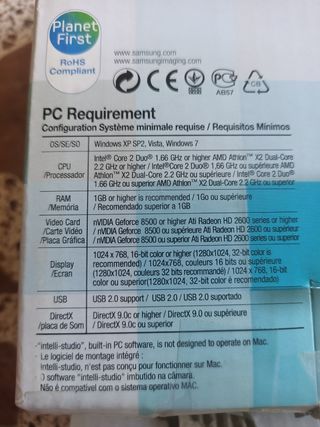 Planet
First
RoHS
Compliant
www.samsung.com
www.samsungimaging.com
CE
AB57
PC Requirement
Configuration Système minimale requise / Requisitos Mínimos
OS/SE/SO Windows XP SP2, Vista, Windows 7
Intel® Core 2 Duo® 1.66 GHz or higher AMD Athlon™ X2 Dual-Core
CPU 2.2 GHz or higher / Intel® Core 2 Duo® 1.66 GHz ou supérieure AMD
/Processador Athlon™ X2 Dual-Core 2.2 GHz ou supérieure / Intel® Core 2 Duo®
1.66 GHz ou superior AMD Athlon™ X2 Dual-Core 2.2 GHz ou superior
RAM 1GB or higher is recommended / 1Go ou supérieure
/Memória / Recomendado superior a 1GB
Video Card nVIDIA Geforce 8500 or higher Ati Radeon HD 2600 series or higher
/Carte Vidéo / nVIDIA Geforce 8500 ou supérieure Ati Radeon HD 2600 ou supérieure
/Placa Gráfica / nVIDIA Geforce 8500 ou superior Ati Radeon HD 2600 ou superior
1024 x 768, 16-bit color or higher (1280x1024, 32-bit color is
Display recommended) / 1024x768, couleurs 16 bits ou supérieure
/Ecran (1280x1024, couleurs 32 bits recommandé) / 1024 x 768, 16-bit
cor ou superior (1280x1024, 32-bit color is recommended)
USB USB 2.0 support / USB 2.0 / USB 2.0 suportado
DirectX DirectX 9.0c or higher / DirectX 9.0c ou supérieure
/placa de Som / DirectX 9.0c ou superior
"intelli-studio", built-in PC software, is not designed to operate on Mac.
Le logiciel de montage intégré :
intelli-studio, n'est pas conçu pour fonctionner sur Mac.
O software "intelli-studio" imbutido na câmara.
Não é compatível com o sistema operativo MAC.